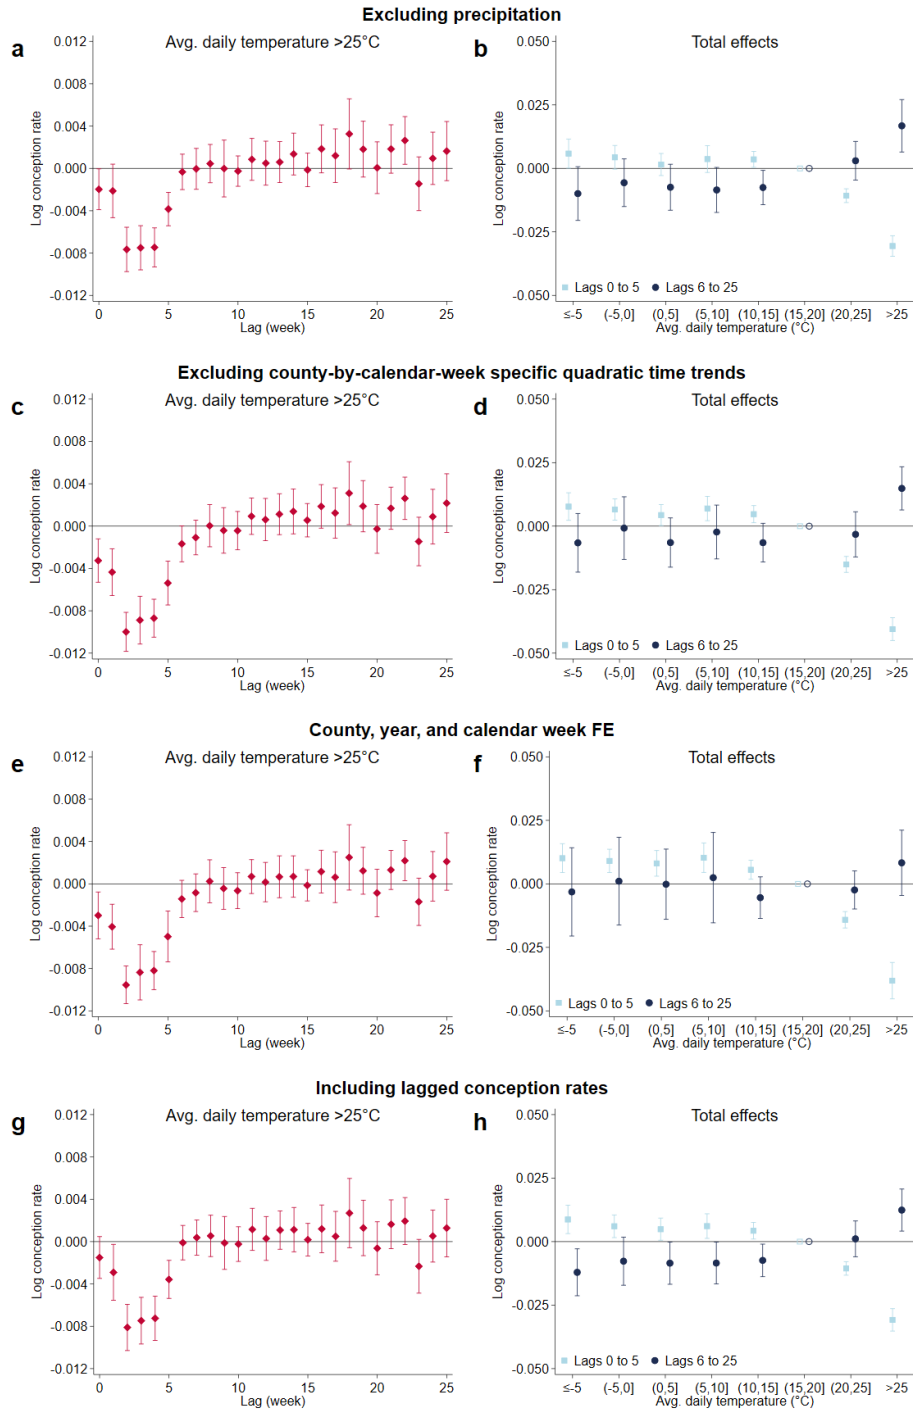 Excluding precipitation
a
Avg. daily temperature >25°C
Log conception rate
0.012
0.008
0.004
0.000
-0.004
-0.008
-0.012
0 5 10 15 20 25
Lag (week)
b
Total effects
Log conception rate
0.050
0.025
0.000
-0.025
-0.050
Lags 0 to 5 Lags 6 to 25
≤-5 (-5,0] (0,5] (5,10] (10,15] (15,20] (20,25] >25
Avg. daily temperature (°C)
Excluding county-by-calendar-week specific quadratic time trends
c
Avg. daily temperature >25°C
Log conception rate
0.012
0.008
0.004
0.000
-0.004
-0.008
-0.012
0 5 10 15 20 25
Lag (week)
d
Total effects
Log conception rate
0.050
0.025
0.000
-0.025
-0.050
Lags 0 to 5 Lags 6 to 25
≤-5 (-5,0] (0,5] (5,10] (10,15] (15,20] (20,25] >25
Avg. daily temperature (°C)
County, year, and calendar week FE
e
Avg. daily temperature >25°C
Log conception rate
0.012
0.008
0.004
0.000
-0.004
-0.008
-0.012
0 5 10 15 20 25
Lag (week)
f
Total effects
Log conception rate
0.050
0.025
0.000
-0.025
-0.050
Lags 0 to 5 Lags 6 to 25
≤-5 (-5,0] (0,5] (5,10] (10,15] (15,20] (20,25] >25
Avg. daily temperature (°C)
Including lagged conception rates
g
Avg. daily temperature >25°C
Log conception rate
0.012
0.008
0.004
0.000
-0.004
-0.008
-0.012
0 5 10 15 20 25
Lag (week)
h
Total effects
Log conception rate
0.050
0.025
0.000
-0.025
-0.050
Lags 0 to 5 Lags 6 to 25
≤-5 (-5,0] (0,5] (5,10] (10,15] (15,20] (20,25] >25
Avg. daily temperature (°C)